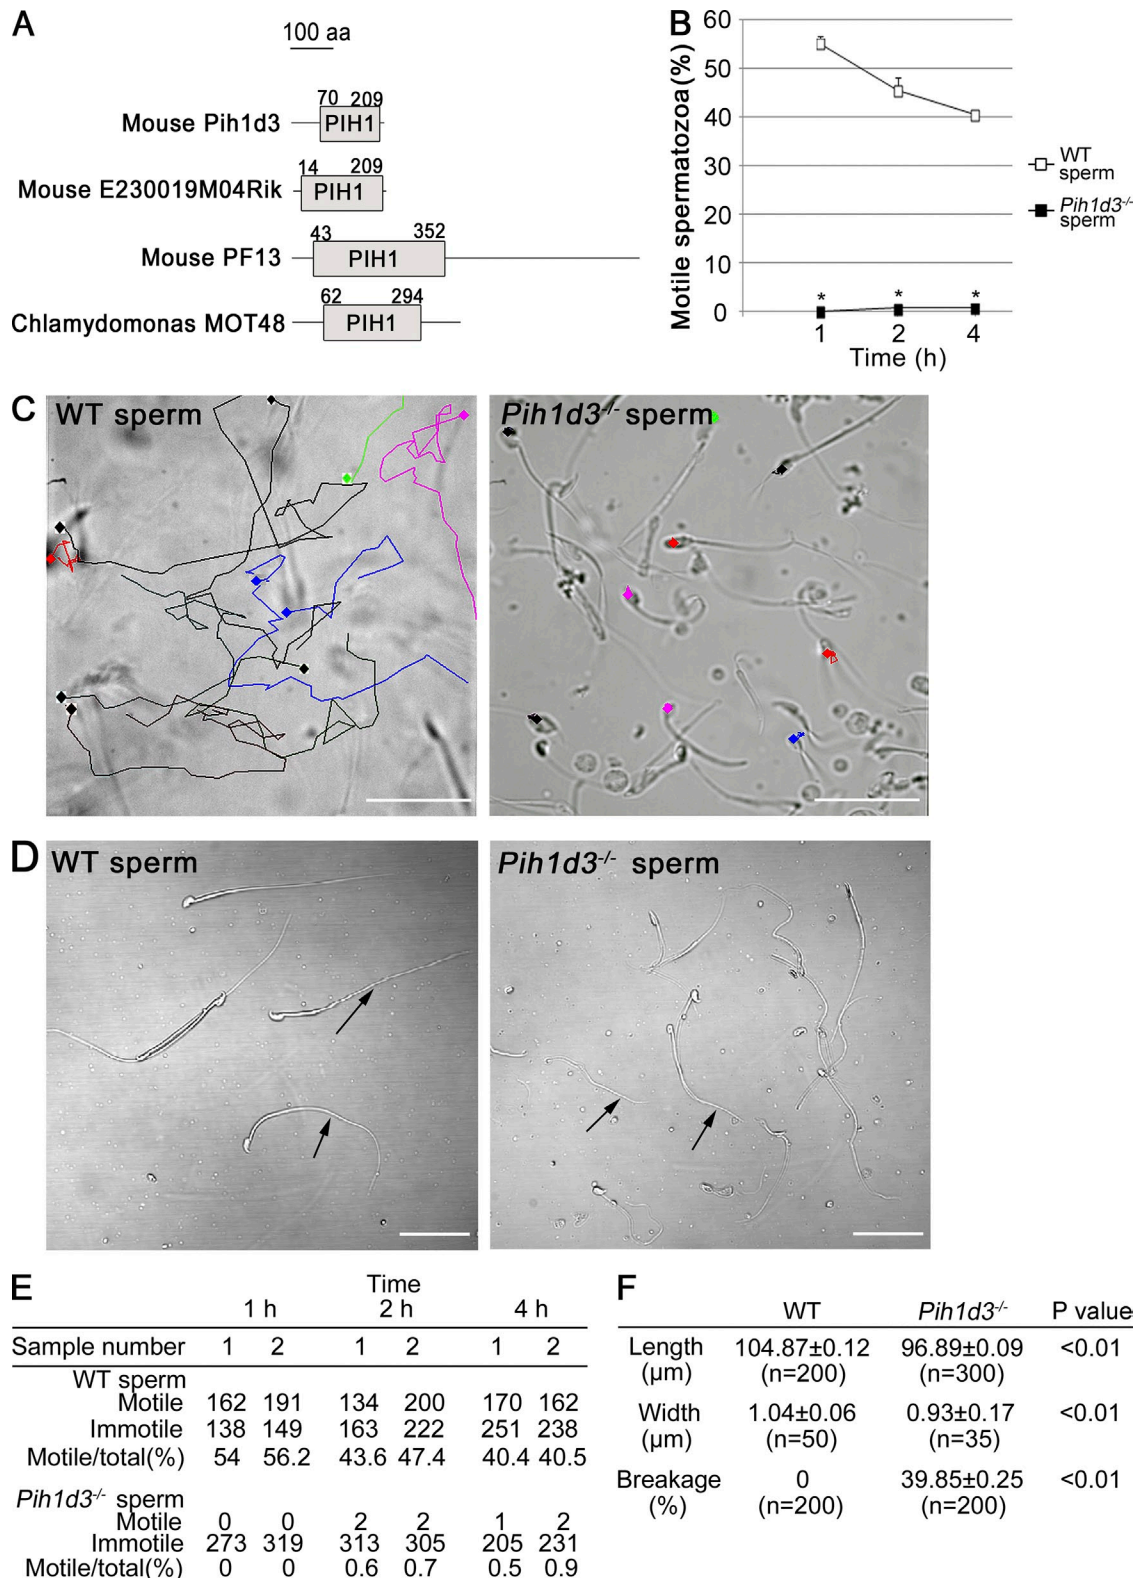 A
100 aa
70 209
Mouse Pih1d3 PIH1
14 209
Mouse E230019M04Rik PIH1
43 352
Mouse PF13 PIH1
62 294
Chlamydomonas MOT48 PIH1
B
Motile spermatozoa(%)
60
50
40
30
20
10
0
* * *
1 2 4
Time (h)
WT
sperm
Pih1d3-/-
sperm
C
WT sperm
Pih1d3-/- sperm
D
WT sperm
Pih1d3-/- sperm
E
Time
1 h 2 h 4 h
Sample number 1 2 1 2 1 2
WT sperm
Motile 162 191 134 200 170 162
Immotile 138 149 163 222 251 238
Motile/total(%) 54 56.2 43.6 47.4 40.4 40.5
Pih1d3-/- sperm
Motile 0 0 2 2 1 2
Immotile 273 319 313 305 205 231
Motile/total(%) 0 0 0.6 0.7 0.5 0.9
F
WT Pih1d3-/- P value
Length 104.87±0.12 96.89±0.09 <0.01
(μm) (n=200) (n=300)
Width 1.04±0.06 0.93±0.17 <0.01
(μm) (n=50) (n=35)
Breakage 0 39.85±0.25 <0.01
(%) (n=200) (n=200)